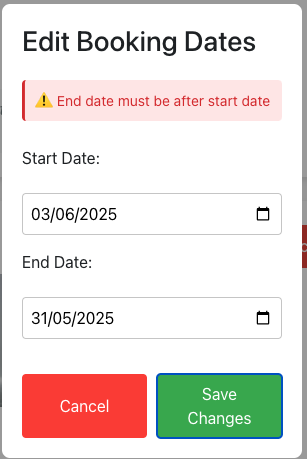 Edit Booking Dates
⚠️ End date must be after start date
Start Date:
03/06/2025
End Date:
31/05/2025
Cancel
Save
Changes